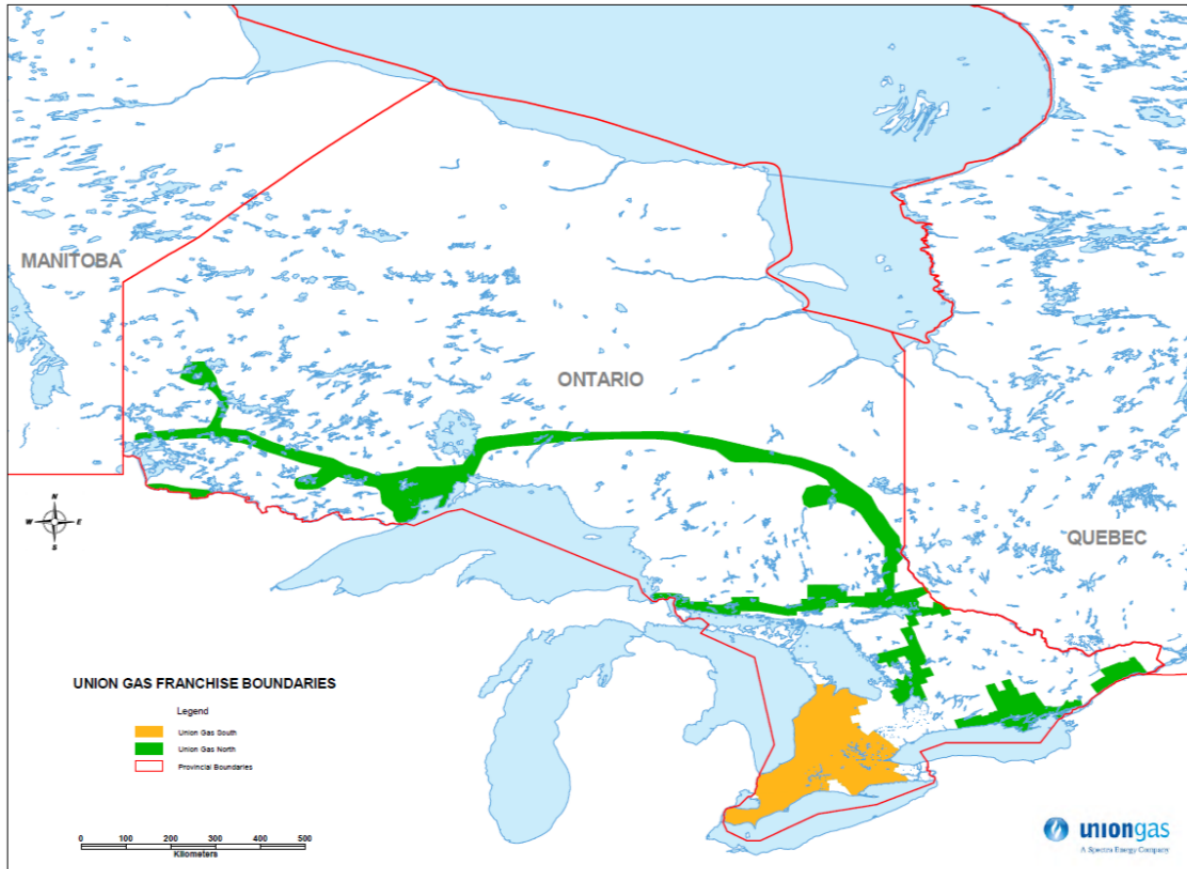 MANITOBA
ONTARIO
QUEBEC
N
W E
S
UNION GAS FRANCHISE BOUNDARIES
Legend
Union Gas South
Union Gas North
Provincial Boundaries
0 100 200 300 400 500
Kilometers
uniongas
A Spectra Energy Company